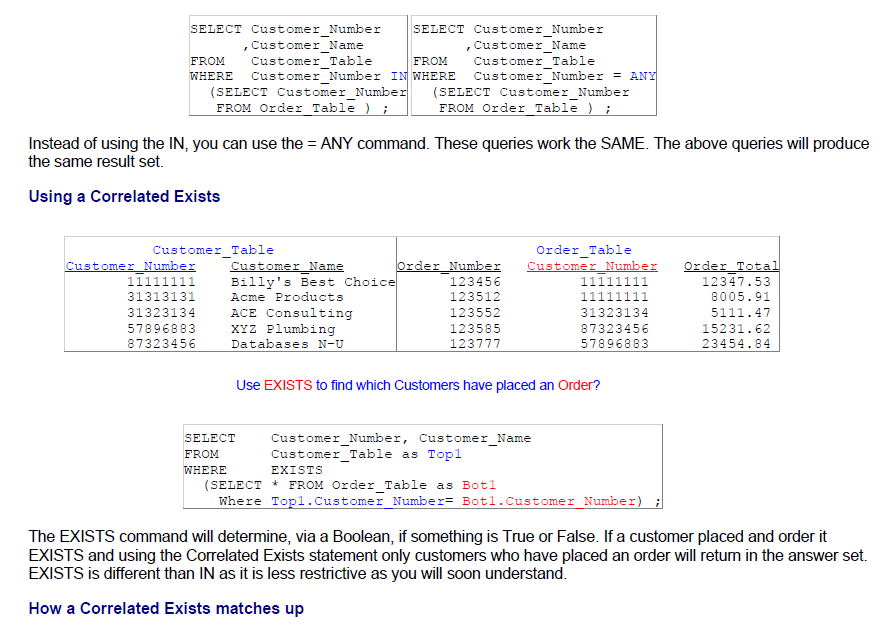 SELECT Customer_Number
,Customer_Name
FROM Customer_Table
WHERE Customer_Number IN
(SELECT Customer_Number
FROM Order_Table ) ;
SELECT Customer_Number
,Customer_Name
FROM Customer_Table
WHERE Customer_Number = ANY
(SELECT Customer_Number
FROM Order_Table ) ;
Instead of using the IN, you can use the = ANY command. These queries work the SAME. The above queries will produce
the same result set.
Using a Correlated Exists
Customer_Table Order_Table
Customer_Number Customer_Name Order_Number Customer_Number Order_Total
11111111 Billy's Best Choice 123456 11111111 12347.53
31313131 Acme Products 123512 11111111 8005.91
31323134 ACE Consulting 123552 31323134 5111.47
57896883 XYZ Plumbing 123585 87323456 15231.62
87323456 Databases N-U 123777 57896883 23454.84
Use EXISTS to find which Customers have placed an Order?
SELECT Customer_Number, Customer_Name
FROM Customer_Table as Top1
WHERE EXISTS
(SELECT * FROM Order_Table as Bot1
Where Top1.Customer_Number= Bot1.Customer_Number) ;
The EXISTS command will determine, via a Boolean, if something is True or False. If a customer placed and order it
EXISTS and using the Correlated Exists statement only customers who have placed an order will return in the answer set.
EXISTS is different than IN as it is less restrictive as you will soon understand.
How a Correlated Exists matches up